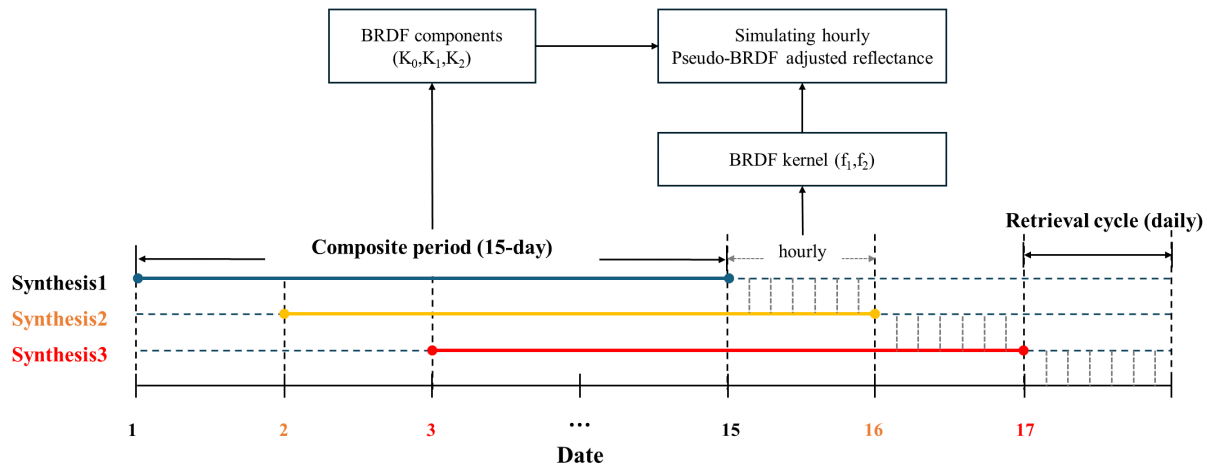 BRDF components
(K₀,K₁,K₂)
Simulating hourly
Pseudo-BRDF adjusted reflectance
BRDF kernel (f₁,f₂)
Composite period (15-day)
hourly
Retrieval cycle (daily)
Synthesis1
Synthesis2
Synthesis3
1 2 3 ... 15 16 17
Date